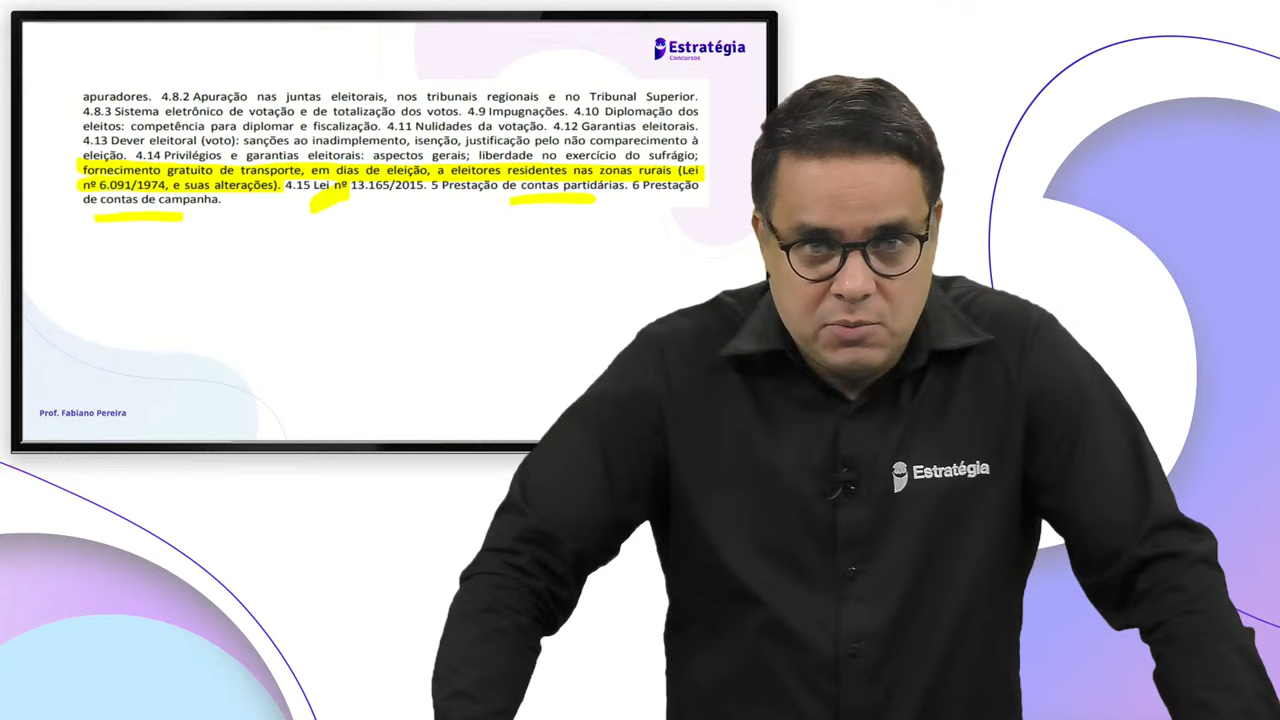 Estratégia
Concursos
apuradores. 4.8.2 Apuração nas juntas eleitorais, nos tribunais regionais e no Tribunal Superior.
4.8.3 Sistema eletrônico de votação e de totalização dos votos. 4.9 Impugnações. 4.10 Diplomação dos
eleitos: competência para diplomar e fiscalização. 4.11 Nulidades da votação. 4.12 Garantias eleitorais.
4.13 Dever eleitoral (voto): sanções ao inadimplemento, isenção, justificação pelo não comparecimento à
eleição. 4.14 Privilégios e garantias eleitorais: aspectos gerais; liberdade no exercício do sufrágio;
fornecimento gratuito de transporte, em dias de eleição, a eleitores residentes nas zonas rurais (Lei
nº 6.091/1974, e suas alterações). 4.15 Lei nº 13.165/2015. 5 Prestação de contas partidárias. 6 Prestação
de contas de campanha.
Prof. Fabiano Pereira
Estratégia